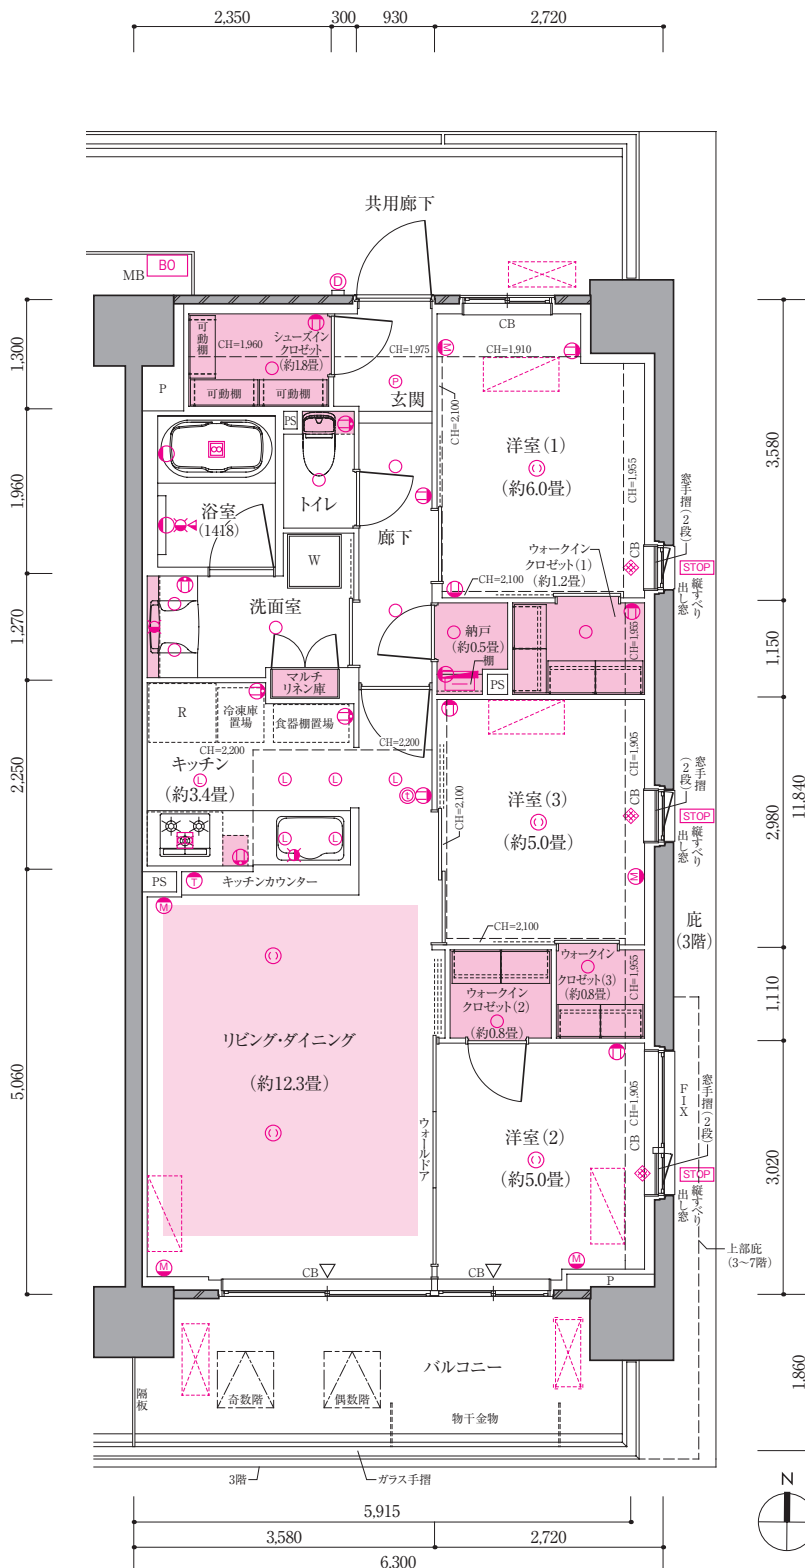 2,350 300 930 2,720
共用廊下
MB
BO
D
CB
可動棚
CH=1,960
シューズイン
クロゼット
(約1.8畳)
可動棚 可動棚
CH=1,975
P
玄関
M
CH=1,910
CH=2,100
洋室(1)
(約6.0畳)
CH=1,955
窓手摺
(2段)
CB
STOP
縦すべり
出し窓
CH=2,100
P
PS
トイレ
浴室
(1418)
廊下
W
洗面室
マルチ
リネン庫
ウォークイン
クロゼット(1)
(約1.2畳)
CH=1,955
納戸
(約0.5畳)
棚
PS
R
冷凍庫
置場
食器棚置場
CH=2,200
CH=2,200
キッチン
(約3.4畳)
L
L
L
L
L
L
t
PS
T
キッチンカウンター
M
CH=2,100
洋室(3)
(約5.0畳)
CH=1,905
窓手摺
(2段)
CB
STOP
縦すべり
出し窓
M
CH=2,100
庇
(3階)
ウォークイン
クロゼット(2)
(約0.8畳)
ウォークイン
クロゼット(3)
(約0.8畳)
CH=1,955
リビング・ダイニング
(約12.3畳)
ウォールドア
洋室(2)
(約5.0畳)
CH=1,905
CB
FIX
窓手摺
(2段)
STOP
縦すべり
出し窓
上部庇
(3～7階)
M
M
CB
CB
P
バルコニー
隔板
奇数階
偶数階
物干金物
3階
ガラス手摺
1,300
1,960
1,270
2,250
5,060
3,580
1,150
2,980
1,110
3,020
11,840
1,860
N
5,915
3,580 2,720
6,300